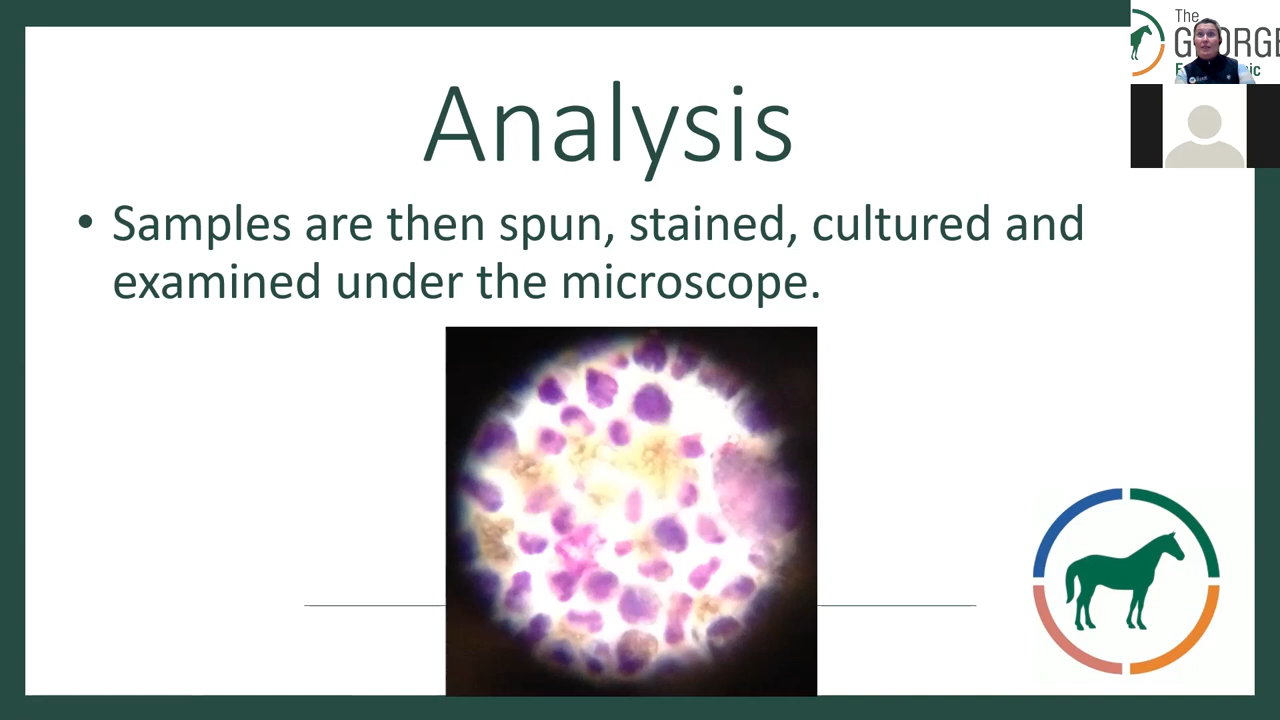 Analysis
• Samples are then spun, stained, cultured and
examined under the microscope.
The